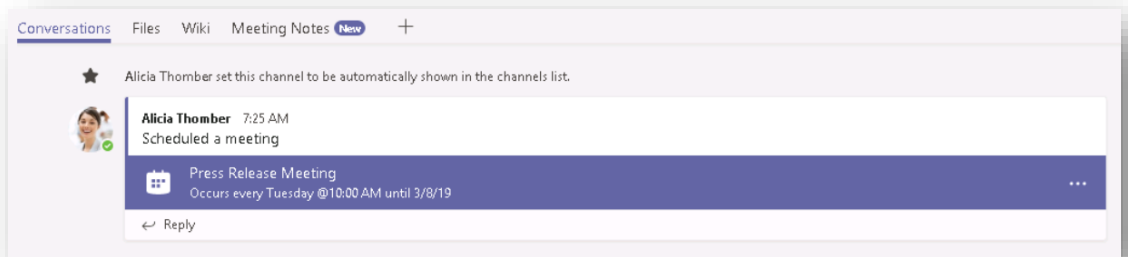 Conversations Files Wiki Meeting Notes New
Alicia Thomber set this channel to be automatically shown in the channels list.
Alicia Thomber 7:25 AM
Scheduled a meeting
Press Release Meeting
Occurs every Tuesday @10:00 AM until 3/8/19
Reply